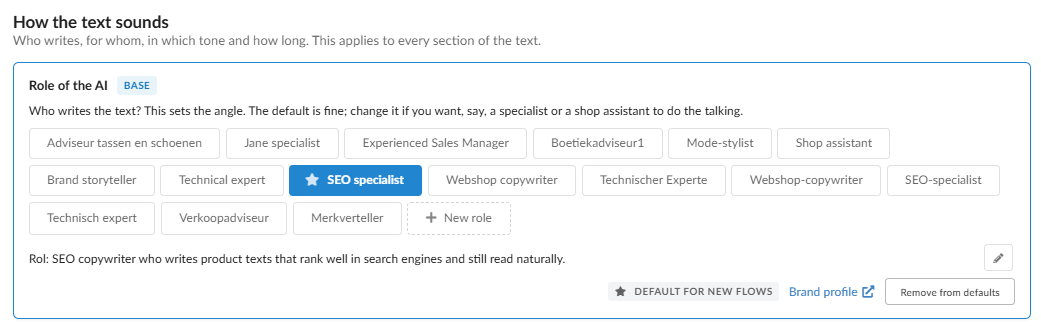 How the text sounds
Who writes, for whom, in which tone and how long. This applies to every section of the text.
Role of the AI BASE
Who writes the text? This sets the angle. The default is fine; change it if you want, say, a specialist or a shop assistant to do the talking.
Adviseur tassen en schoenen Jane specialist Experienced Sales Manager Boetiekadviseur1 Mode-stylist Shop assistant
Brand storyteller Technical expert SEO specialist Webshop copywriter Technischer Experte Webshop-copywriter SEO-specialist
Technisch expert Verkoopadviseur Merkverteller + New role
Rol: SEO copywriter who writes product texts that rank well in search engines and still read naturally.
DEFAULT FOR NEW FLOWS Brand profile Remove from defaults